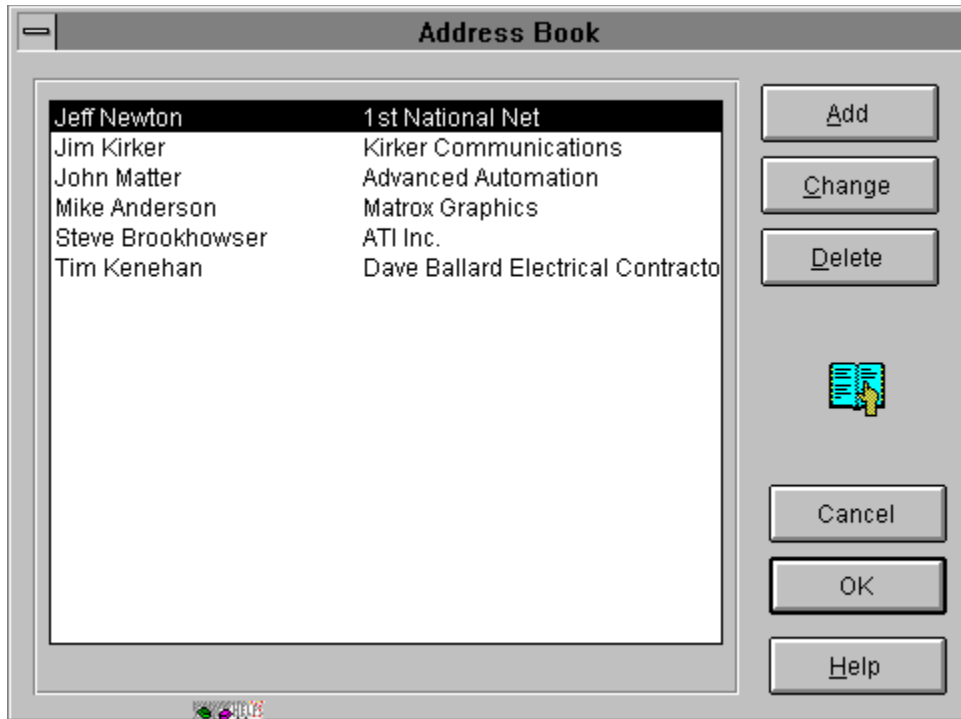 Address Book
Jeff Newton 1st National Net
Jim Kirker Kirker Communications
John Matter Advanced Automation
Mike Anderson Matrox Graphics
Steve Brookhowser ATI Inc.
Tim Kenehan Dave Ballard Electrical Contracto
Add
Change
Delete
Cancel
OK
Help